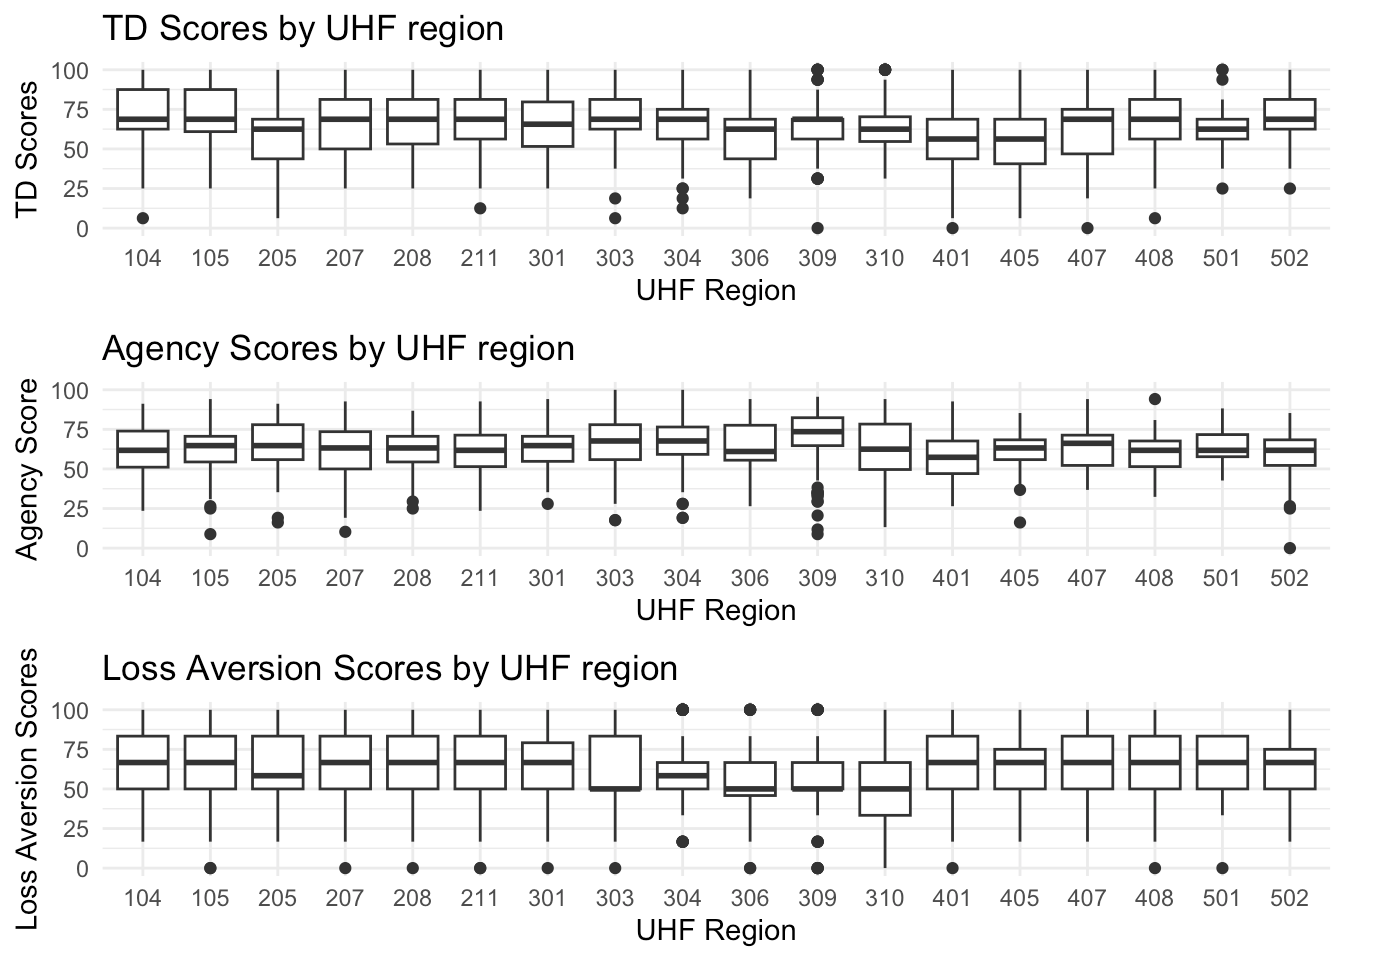 TD Scores by UHF region
TD Scores
100
75
50
25
0
104 105 205 207 208 211 301 303 304 306 309 310 401 405 407 408 501 502
UHF Region
Agency Scores by UHF region
Agency Score
100
75
50
25
0
104 105 205 207 208 211 301 303 304 306 309 310 401 405 407 408 501 502
UHF Region
Loss Aversion Scores by UHF region
Loss Aversion Scores
100
75
50
25
0
104 105 205 207 208 211 301 303 304 306 309 310 401 405 407 408 501 502
UHF Region